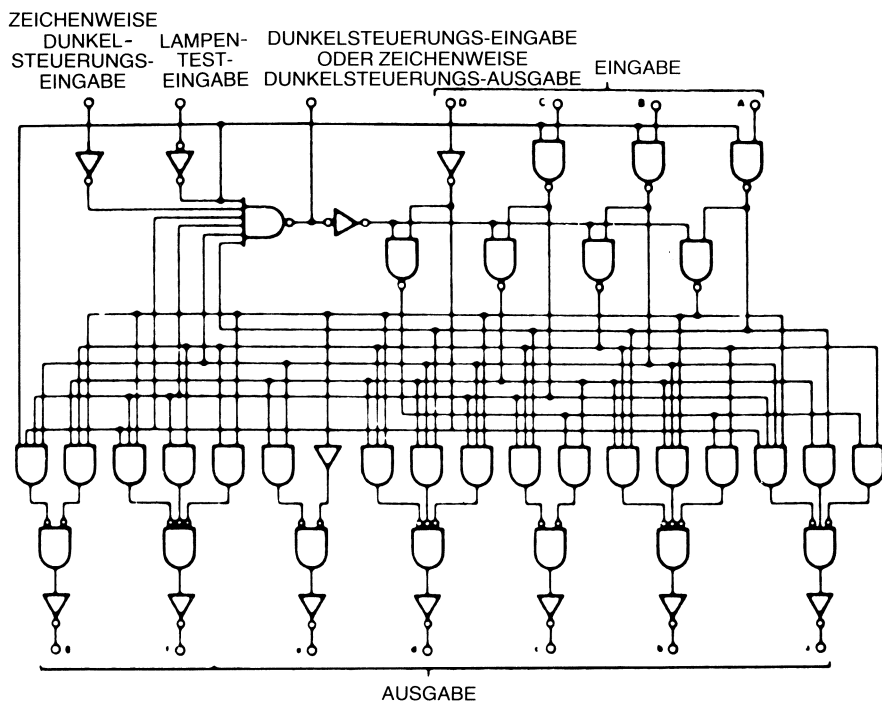 ZEICHENWEISE
DUNKEL-
STEUERUNGS-
EINGABE
LAMPEN-
TEST-
EINGABE
DUNKELSTEUERUNGS-EINGABE
ODER ZEICHENWEISE
DUNKELSTEUERUNGS-AUSGABE
EINGABE
D
C
B
A
d
c
b
AUSGABE